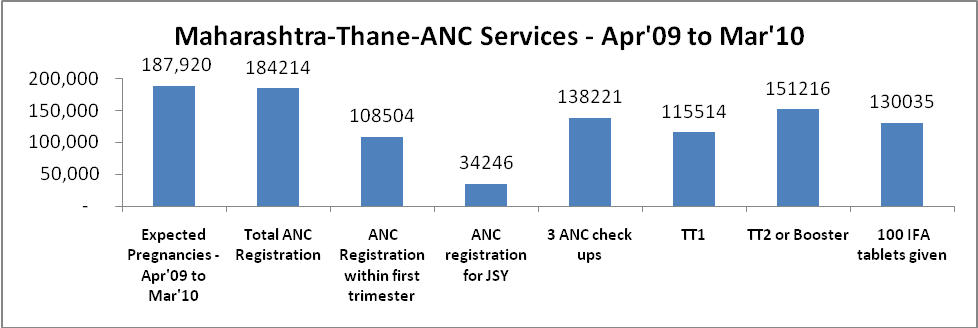 Maharashtra-Thane-ANC Services - Apr'09 to Mar'10
187,920
184214
108504
34246
138221
115514
151216
130035
200,000
150,000
100,000
50,000
-
Expected
Pregnancies -
Apr'09 to
Mar'10
Total ANC
Registration
ANC
Registration
within first
trimester
ANC
registration
for JSY
3 ANC check
ups
TT1
TT2 or Booster
100 IFA
tablets given